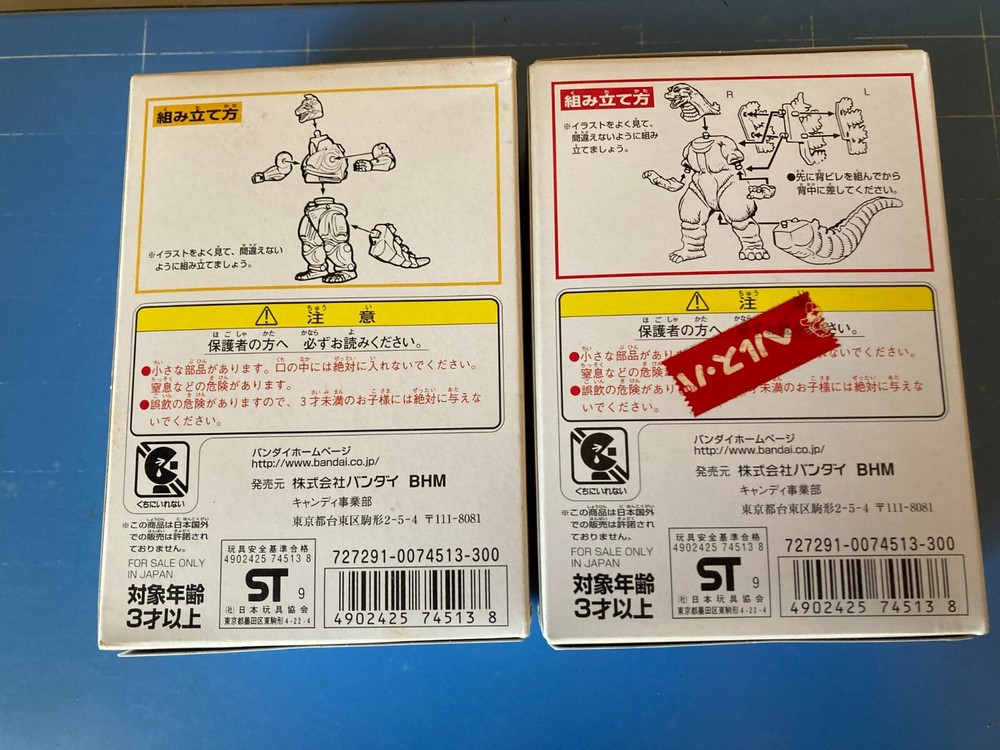 組み立て方
※イラストをよく見て、間違えない
ように組み立てましょう。
注 意
保護者の方へ 必ずお読みください。
●小さな部品があります。口の中には絶対に入れないでください。
窒息などの危険があります。
●誤飲の危険がありますので、3才未満のお子様には絶対に与えな
いでください。
くちにいれない
バンダイホームページ
http://www.bandai.co.jp/
発売元 株式会社バンダイ BHM
キャンディ事業部
東京都台東区駒形2-5-4 〒111-8081
※この商品は日本国外
での販売は許諾され
ておりません。
FOR SALE ONLY
IN JAPAN
対象年齢
3才以上
玩具安全基準合格
4902425 74513 8
ST 9
(社)日本玩具協会
東京都墨田区東駒形4-22-4
727291-0074513-300
4902425 74513 8
組み立て方
※イラストをよく見て、
間違えないように組み
立てましょう。
R
L
●先に背ビレを組んでから
背中に差してください。
注
保護者の方へ
さい。
●小さな部品があり
いでください。
窒息などの危険
●誤飲の危険が
才未満のお子様には絶対に与えな
いでください。
くちにいれない
バンダイホームページ
http://www.bandai.co.jp/
発売元 株式会社バンダイ BHM
キャンディ事業部
東京都台東区駒形2-5-4 〒111-8081
※この商品は日本国外
での販売は許諾され
ておりません。
FOR SALE ONLY
IN JAPAN
対象年齢
3才以上
玩具安全基準合格
4902425 74513 8
ST 9
(社)日本玩具協会
東京都墨田区東駒形4-22-4
727291-0074513-300
4902425 74513 8